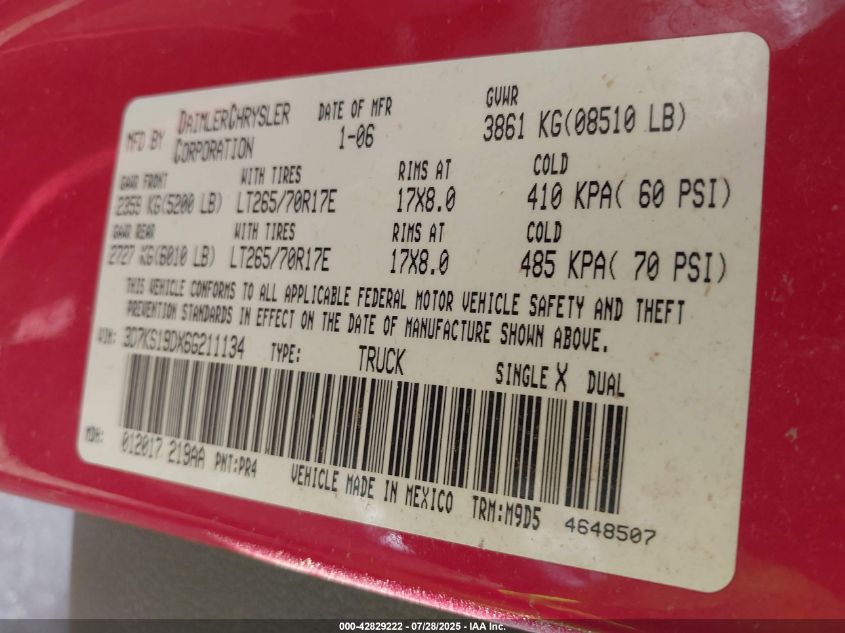 MFD BY DAIMLERCHRYSLER CORPORATION DATE OF MFR 1-06 GVWR 3861 KG(08510 LB)
GAWR FRONT WITH TIRES RIMS AT COLD
2359 KG(5200 LB) LT265/70R17E 17X8.0 410 KPA( 60 PSI)
GAWR REAR WITH TIRES RIMS AT COLD
2727 KG(6010 LB) LT265/70R17E 17X8.0 485 KPA( 70 PSI)
THIS VEHICLE CONFORMS TO ALL APPLICABLE FEDERAL MOTOR VEHICLE SAFETY AND THEFT
PREVENTION STANDARDS IN EFFECT ON THE DATE OF MANUFACTURE SHOWN ABOVE.
VIN: 3D7KS19DX6G211134 TYPE: TRUCK SINGLE X DUAL
MDH: 012017 219AA PNT:PR4 VEHICLE MADE IN MEXICO TRM:M9D5 4648507
000-42829222 / 07/28/2025 - IAA Inc.